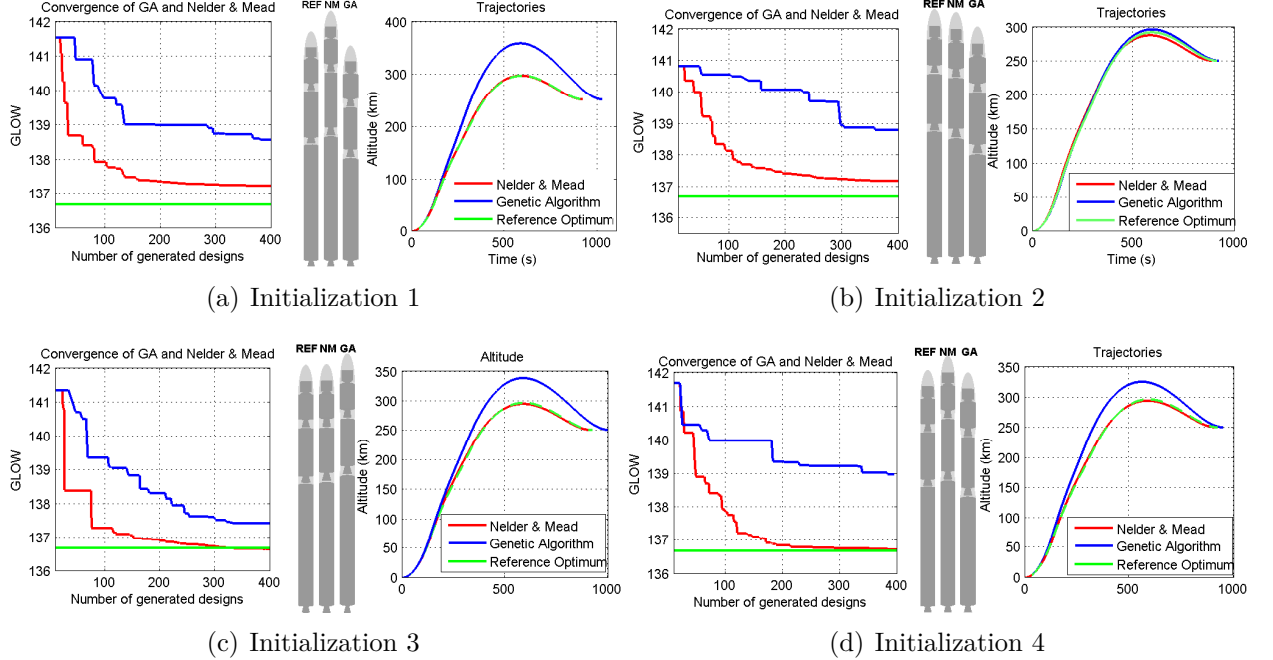 Convergence of GA and Nelder & Mead
142
141
140
139
138
137
136
GLOW
100
200
300
400
Number of generated designs
REF NM GA
Trajectories
400
300
200
100
0
Altitude (km)
0
500
1000
Time (s)
Nelder & Mead
Genetic Algorithm
Reference Optimum
(a) Initialization 1
Convergence of GA and Nelder & Mead
142
141
140
139
138
137
136
GLOW
100
200
300
400
Number of generated designs
REF NM GA
Trajectories
300
250
200
150
100
50
0
Altitude (km)
0
500
1000
Time (s)
Nelder & Mead
Genetic Algorithm
Reference Optimum
(b) Initialization 2
Convergence of GA and Nelder & Mead
142
141
140
139
138
137
136
GLOW
100
200
300
400
Number of generated designs
REF NM GA
Altitude
350
300
250
200
150
100
50
0
Altitude (km)
0
500
1000
Nelder & Mead
Genetic Algorithm
Reference Optimum
(c) Initialization 3
Convergence of GA and Nelder & Mead
142
141
140
139
138
137
136
GLOW
100
200
300
400
Number of generated designs
REF NM GA
Trajectories
350
300
250
200
150
100
50
0
Altitude (km)
0
500
1000
Nelder & Mead
Genetic Algorithm
Reference Optimum
(d) Initialization 4